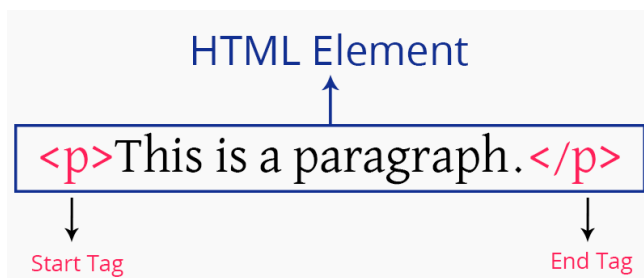 HTML Element
<p>This is a paragraph.</p>
Start Tag
End Tag